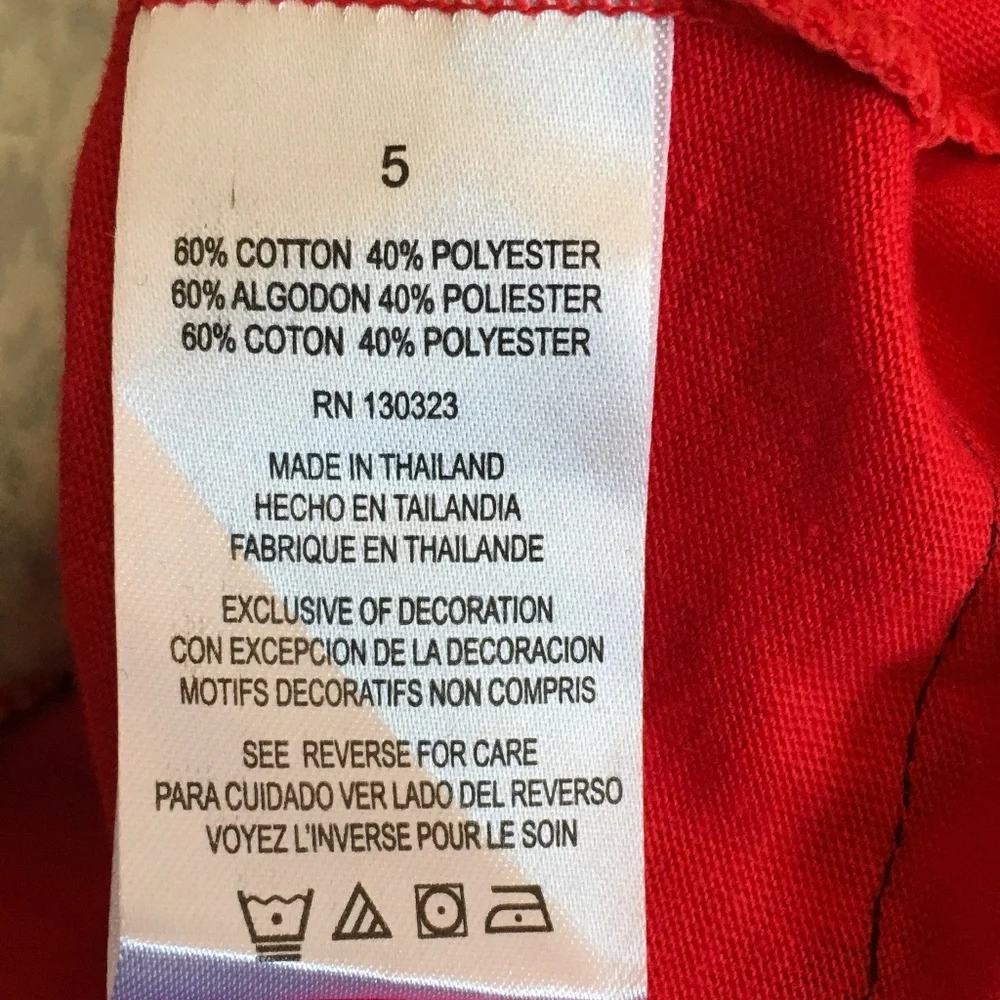 5
60% COTTON 40% POLYESTER
60% ALGODON 40% POLIESTER
60% COTON 40% POLYESTER
RN 130323
MADE IN THAILAND
HECHO EN TAILANDIA
FABRIQUE EN THAILANDE
EXCLUSIVE OF DECORATION
CON EXCEPCION DE LA DECORACION
MOTIFS DECORATIFS NON COMPRIS
SEE REVERSE FOR CARE
PARA CUIDADO VER LADO DEL REVERSO
VOYEZ L'INVERSE POUR LE SOIN